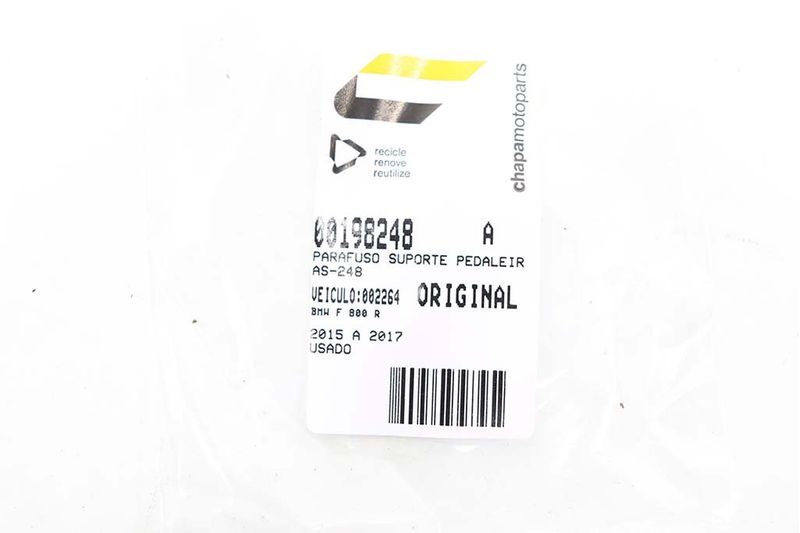 chapamotoparts
recicle
renove
reutilize
00198248 A
PARAFUSO SUPORTE PEDALEIR
AS-248
VEICULO:002264 ORIGINAL
BMW F 800 R
2015 A 2017
USADO